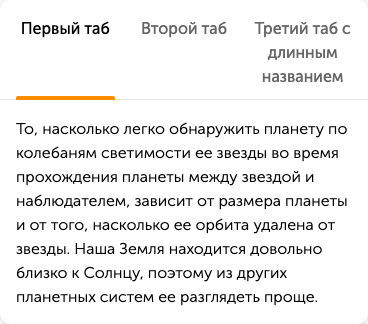 Первый таб
Второй таб
Третий таб с
длинным
названием
То, насколько легко обнаружить планету по
колебаням светимости ее звезды во время
прохождения планеты между звездой и
наблюдателем, зависит от размера планеты
и от того, насколько ее орбита удалена от
звезды. Наша Земля находится довольно
близко к Солнцу, поэтому из других
планетных систем ее разглядеть проще.